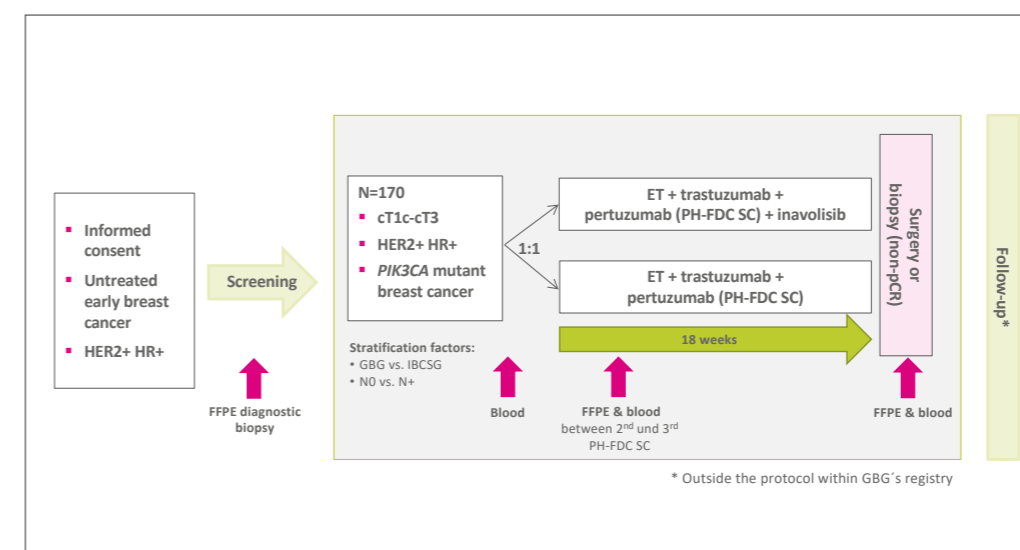 ▪ Informed
consent
▪ Untreated
early breast
cancer
▪ HER2+ HR+
Screening
FFPE diagnostic
biopsy
N=170
▪ cT1c-cT3
▪ HER2+ HR+
▪ PIK3CA mutant
breast cancer
Stratification factors:
• GBG vs. IBCSG
• N0 vs. N+
1:1
ET + trastuzumab +
pertuzumab (PH-FDC SC) + inavolisib
ET + trastuzumab +
pertuzumab (PH-FDC SC)
18 weeks
Blood
FFPE & blood
between 2nd und 3rd
PH-FDC SC
Surgery or
biopsy (non-pCR)
FFPE & blood
Follow-up*
* Outside the protocol within GBG´s registry